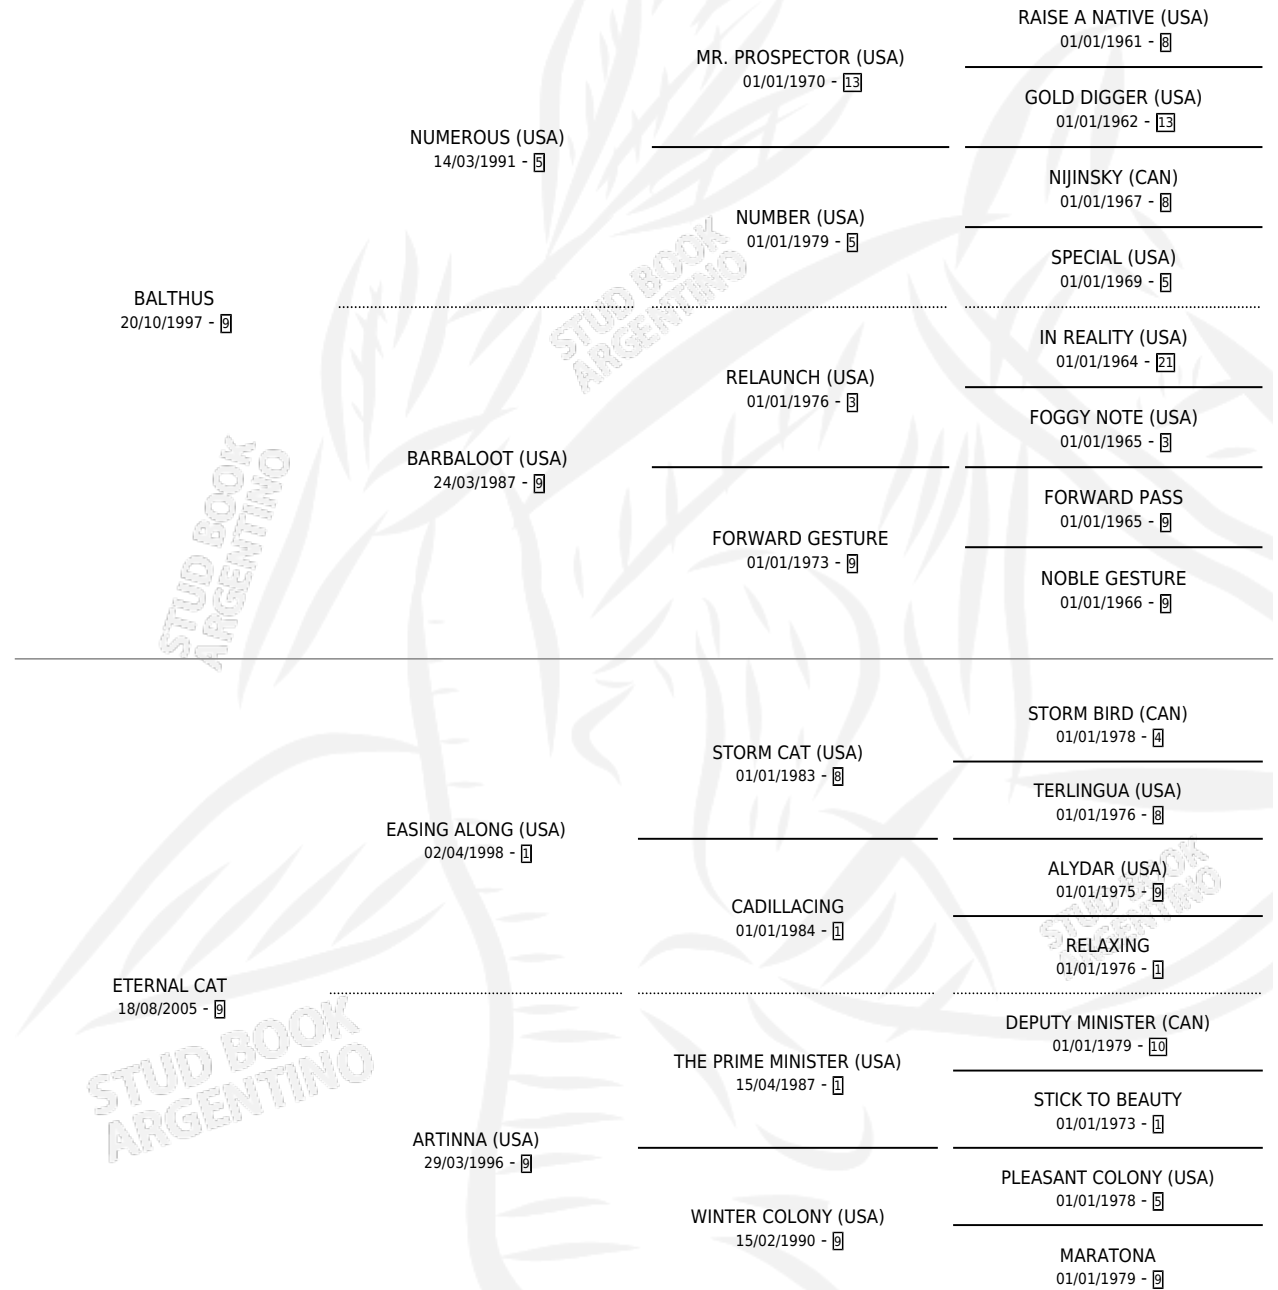 RAISE A NATIVE (USA)
01/01/1961 - 8
MR. PROSPECTOR (USA)
01/01/1970 - 13
GOLD DIGGER (USA)
01/01/1962 - 13
NUMEROUS (USA)
14/03/1991 - 5
NIJINSKY (CAN)
01/01/1967 - 8
NUMBER (USA)
01/01/1979 - 5
SPECIAL (USA)
01/01/1969 - 5
BALTHUS
20/10/1997 - 9
IN REALITY (USA)
01/01/1964 - 21
RELAUNCH (USA)
01/01/1976 - 3
FOGGY NOTE (USA)
01/01/1965 - 3
BARBALOOT (USA)
24/03/1987 - 9
FORWARD PASS
01/01/1965 - 9
FORWARD GESTURE
01/01/1973 - 9
NOBLE GESTURE
01/01/1966 - 9
STORM BIRD (CAN)
01/01/1978 - 4
STORM CAT (USA)
01/01/1983 - 8
TERLINGUA (USA)
01/01/1976 - 8
EASING ALONG (USA)
02/04/1998 - 1
ALYDAR (USA)
01/01/1975 - 9
CADILLACING
01/01/1984 - 1
RELAXING
01/01/1976 - 1
ETERNAL CAT
18/08/2005 - 9
DEPUTY MINISTER (CAN)
01/01/1979 - 10
THE PRIME MINISTER (USA)
15/04/1987 - 1
STICK TO BEAUTY
01/01/1973 - 1
ARTINNA (USA)
29/03/1996 - 9
PLEASANT COLONY (USA)
01/01/1978 - 5
WINTER COLONY (USA)
15/02/1990 - 9
MARATONA
01/01/1979 - 9
STUD BOOK
ARGENTINO
STUD BOOK
ARGENTINO
STUD BOOK
ARGENTINO
STUD BOOK
ARGENTINO